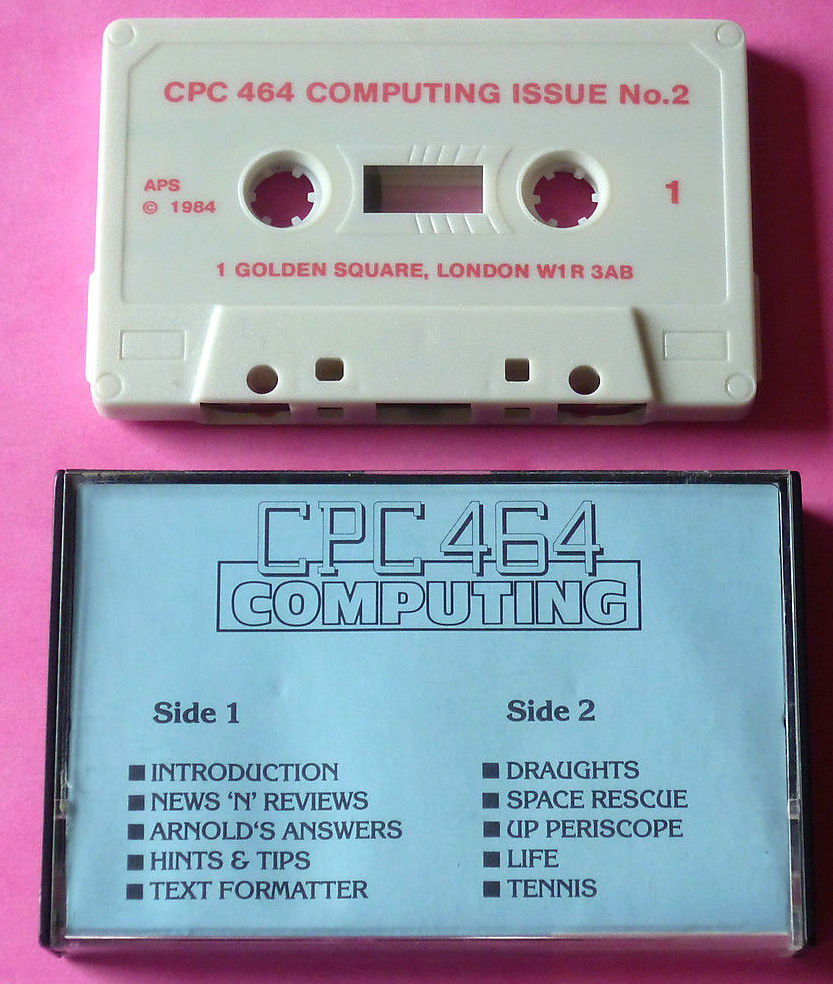 CPC 464 COMPUTING ISSUE No.2
APS
© 1984
1
1 GOLDEN SQUARE, LONDON W1R 3AB
CPC 464
COMPUTING
Side 1
■ INTRODUCTION
■ NEWS 'N' REVIEWS
■ ARNOLD'S ANSWERS
■ HINTS & TIPS
■ TEXT FORMATTER
Side 2
■ DRAUGHTS
■ SPACE RESCUE
■ UP PERISCOPE
■ LIFE
■ TENNIS